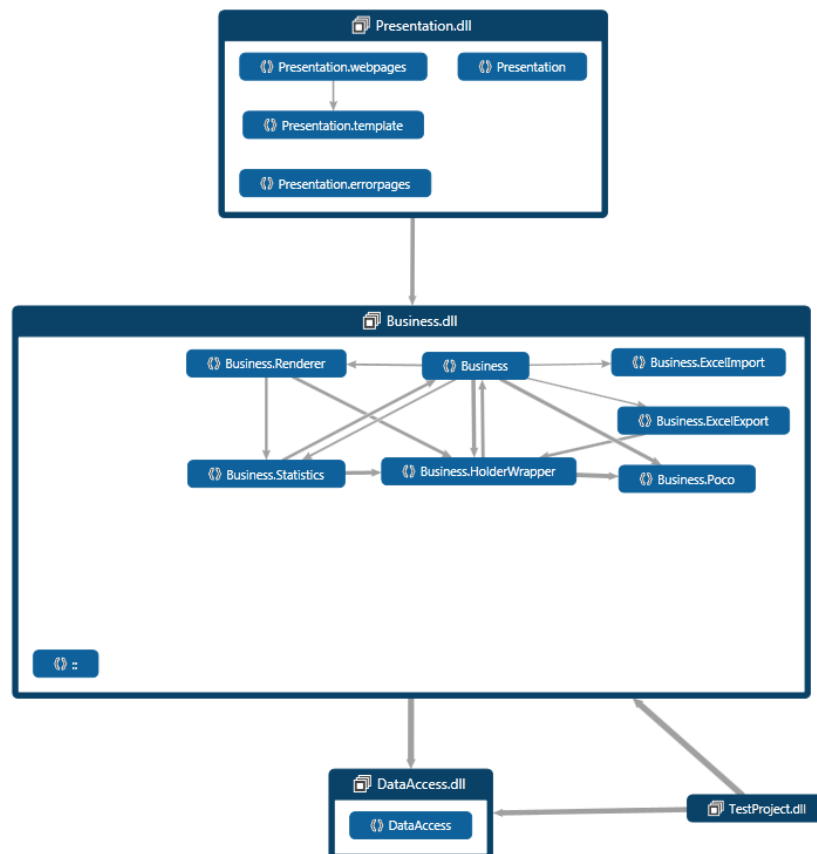 Presentation.dll
Presentation.webpages
Presentation
Presentation.template
Presentation.errorpages
Business.dll
Business.Renderer
Business
Business.ExcelImport
Business.ExcelExport
Business.Statistics
Business.HolderWrapper
Business.Poco
::
DataAccess.dll
TestProject.dll
DataAccess